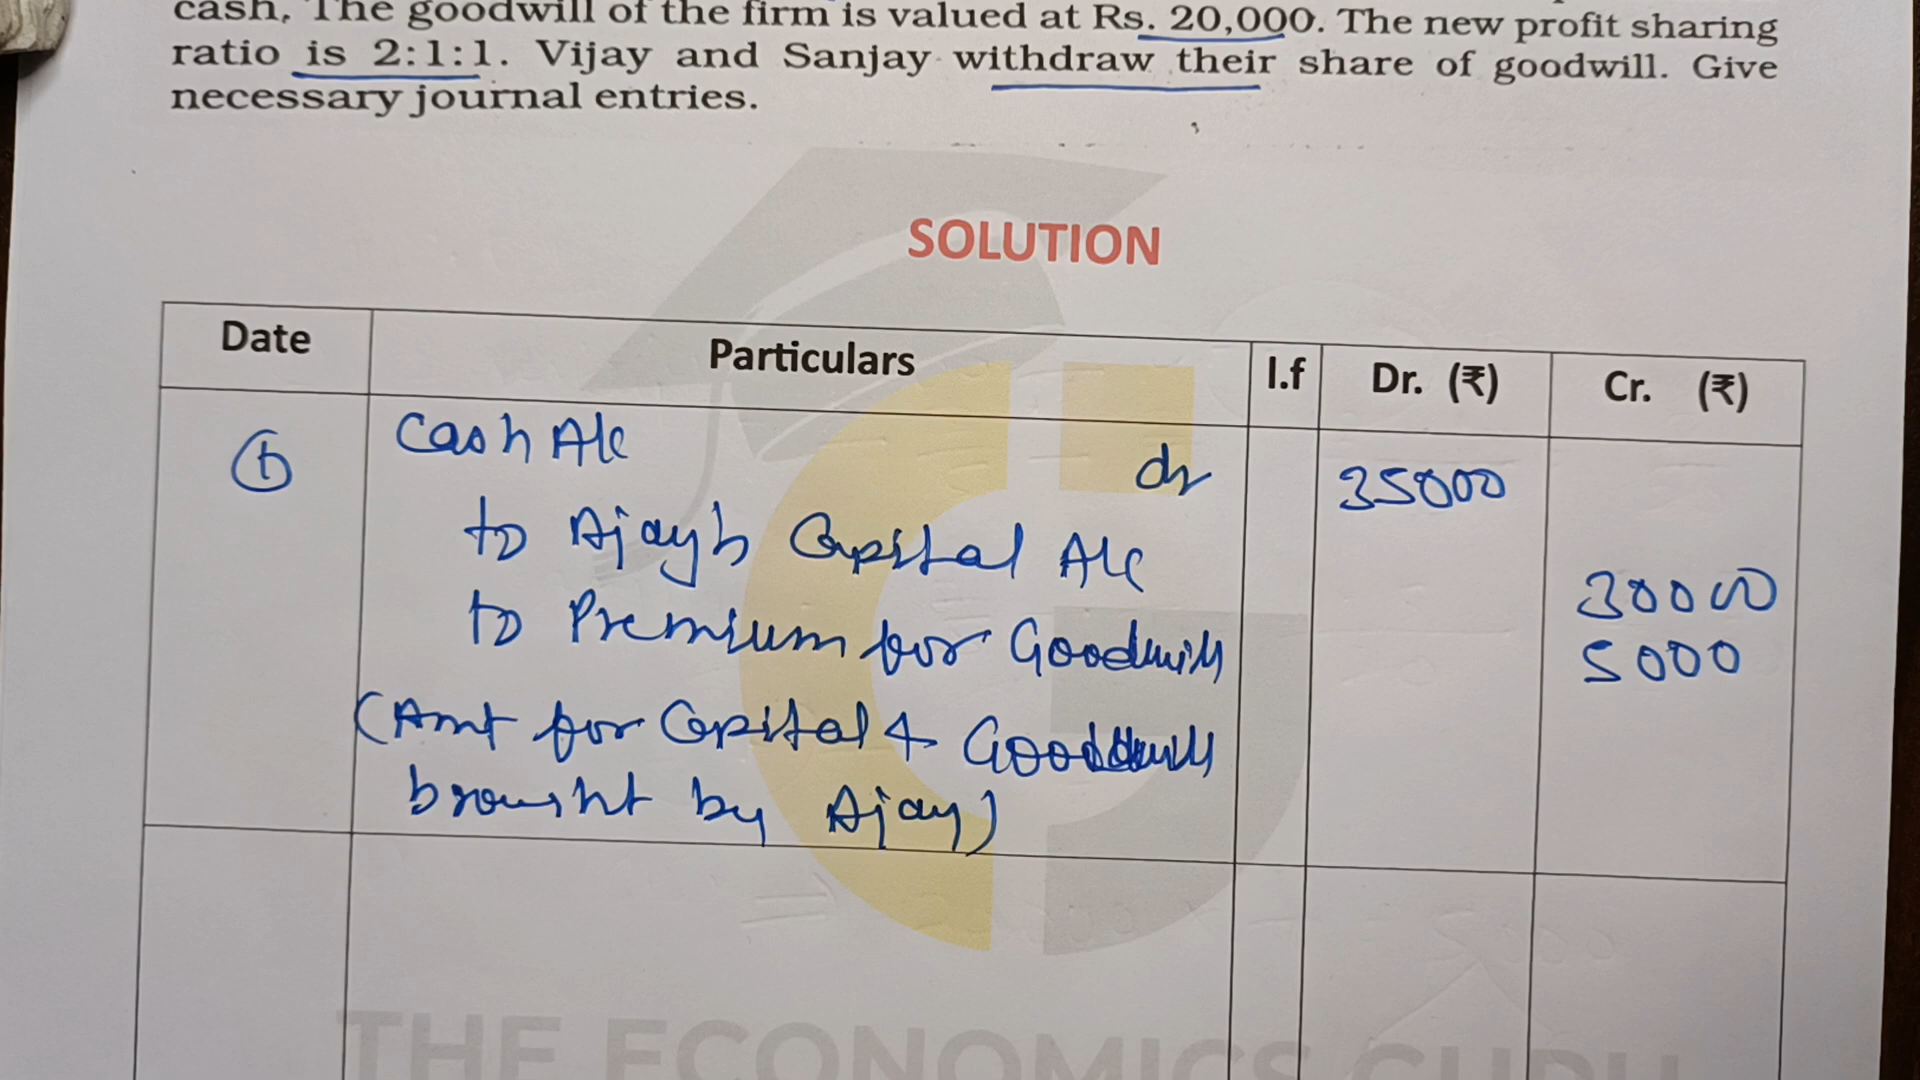 cash. The goodwill of the firm is valued at Rs. 20,000. The new profit sharing
ratio is 2:1:1. Vijay and Sanjay withdraw their share of goodwill. Give
necessary journal entries.
SOLUTION
Date Particulars l.f Dr. (₹) Cr. (₹)
① Cash A/c dr 35000
to Ajay's Capital A/c 30000
to Premium for Goodwill 5000
(Amt for Capital & Goodwill
brought by Ajay)
THE ECONOMICS GURU